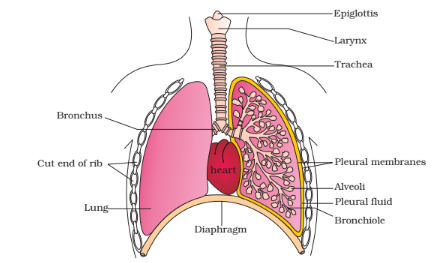 Epiglottis
Larynx
Trachea
Bronchus
Cut end of rib
heart
Pleural membranes
Alveoli
Lung
Pleural fluid
Bronchiole
Diaphragm